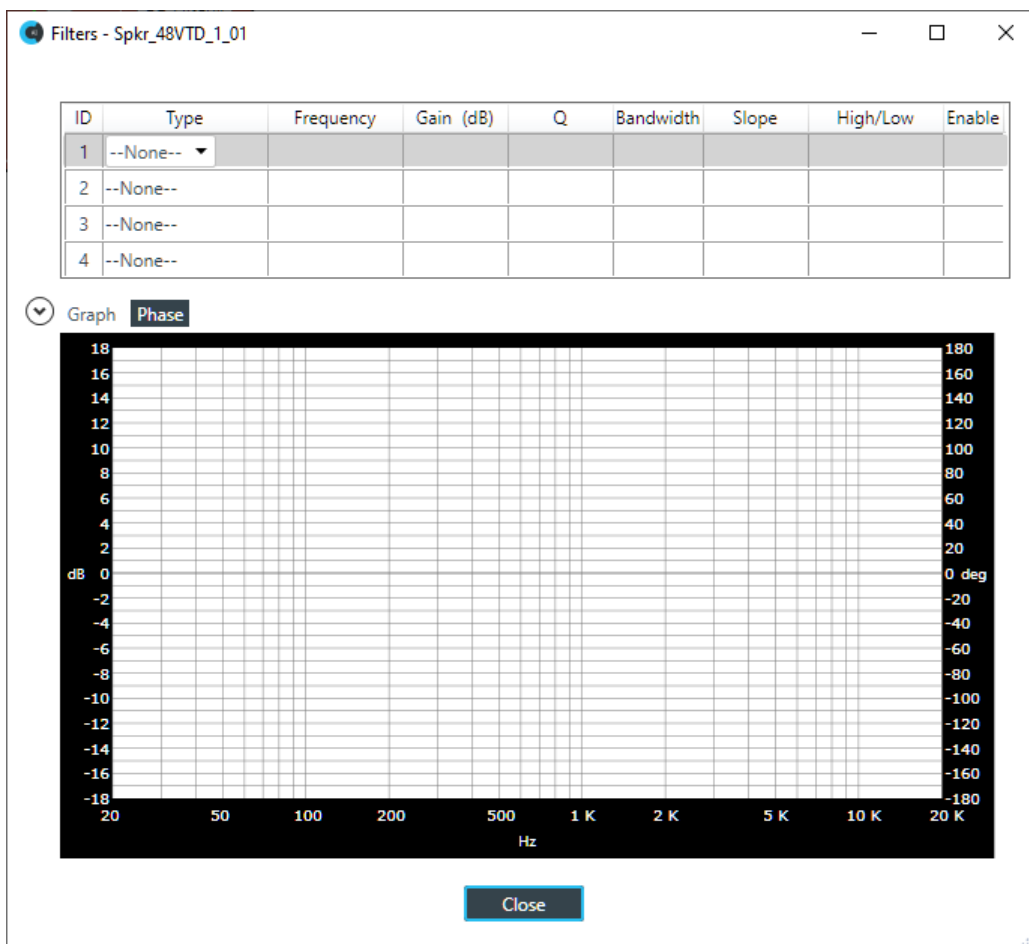 Filters - Spkr_48VTD_1_01
ID Type Frequency Gain (dB) Q Bandwidth Slope High/Low Enable
1 --None--
2 --None--
3 --None--
4 --None--
Graph Phase
18 180
16 160
14 140
12 120
10 100
8 80
6 60
4 40
2 20
dB 0 0 deg
-2 -20
-4 -40
-6 -60
-8 -80
-10 -100
-12 -120
-14 -140
-16 -160
-18 -180
20 50 100 200 500 1 K 2 K 5 K 10 K 20 K
Hz
Close